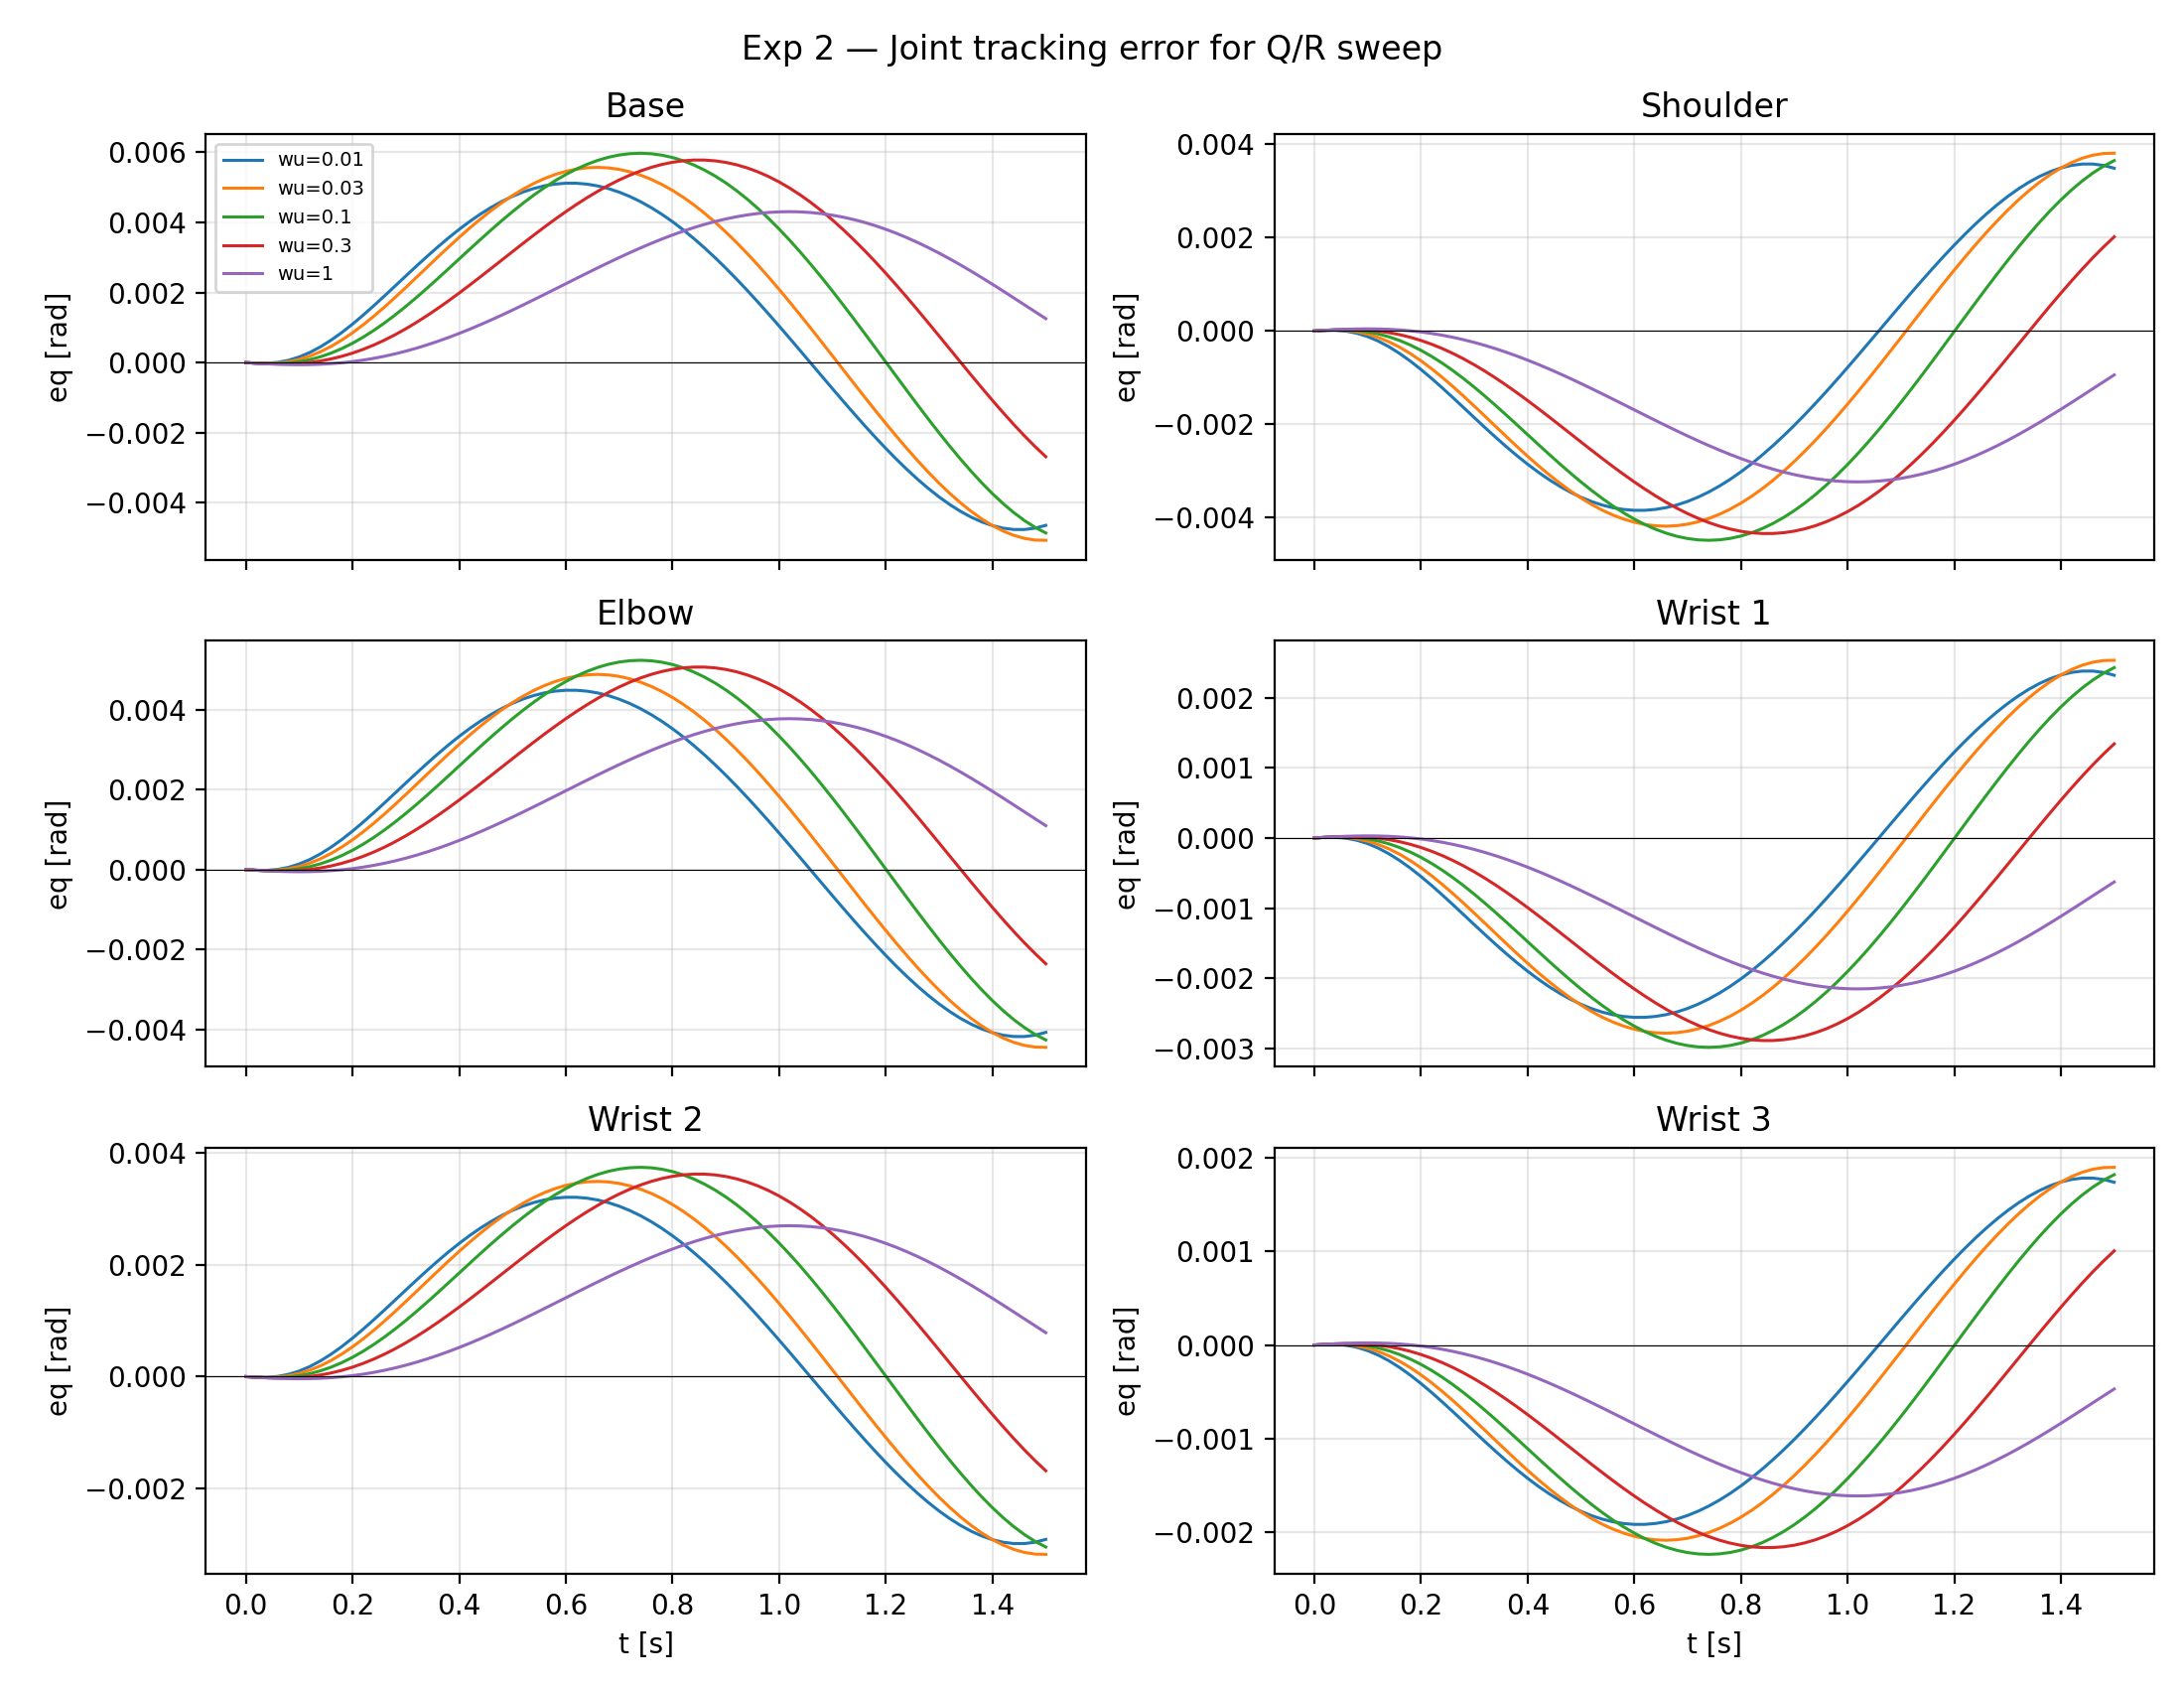 Exp 2 — Joint tracking error for Q/R sweep
Base
0.006
0.004
0.002
0.000
−0.002
−0.004
eq [rad]
wu=0.01
wu=0.03
wu=0.1
wu=0.3
wu=1
Shoulder
0.004
0.002
0.000
−0.002
−0.004
eq [rad]
Elbow
0.004
0.002
0.000
−0.002
−0.004
eq [rad]
Wrist 1
0.002
0.001
0.000
−0.001
−0.002
−0.003
eq [rad]
Wrist 2
0.004
0.002
0.000
−0.002
eq [rad]
0.0 0.2 0.4 0.6 0.8 1.0 1.2 1.4
t [s]
Wrist 3
0.002
0.001
0.000
−0.001
−0.002
eq [rad]
0.0 0.2 0.4 0.6 0.8 1.0 1.2 1.4
t [s]